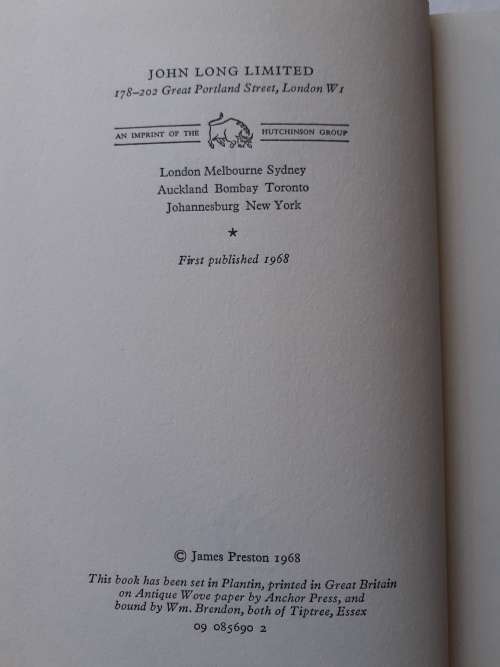 JOHN LONG LIMITED
178–202 Great Portland Street, London W1
AN IMPRINT OF THE HUTCHINSON GROUP
London Melbourne Sydney
Auckland Bombay Toronto
Johannesburg New York
★
First published 1968
© James Preston 1968
This book has been set in Plantin, printed in Great Britain
on Antique Wove paper by Anchor Press, and
bound by Wm. Brendon, both of Tiptree, Essex
09 085690 2